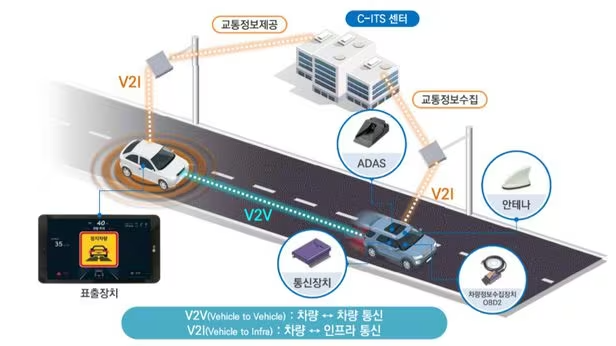 C-ITS 센터
교통정보제공
V2I
교통정보수집
ADAS
V2I
안테나
V2V
40
35
정지차량
표출장치
통신장치
차량정보수집장치
OBD2
V2V(Vehicle to Vehicle) : 차량 ↔ 차량 통신
V2I(Vehicle to Infra) : 차량 ↔ 인프라 통신